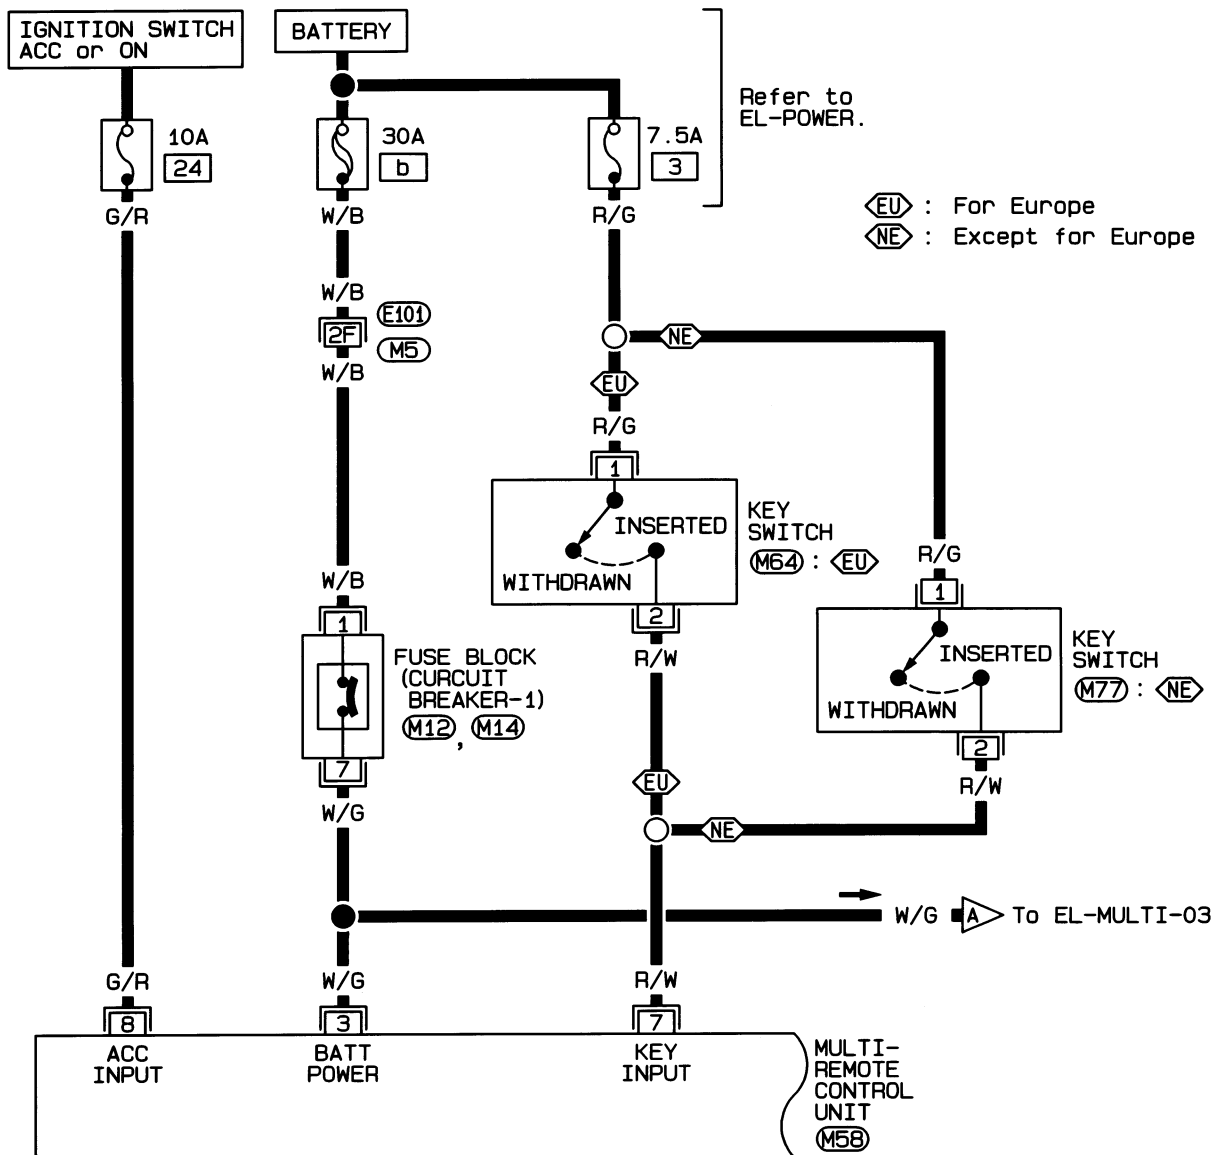 IGNITION SWITCH
ACC or ON
BATTERY
Refer to
EL-POWER.
10A
24
30A
b
7.5A
3
G/R
W/B
R/G
EU : For Europe
NE : Except for Europe
W/B
E101
2F
M5
W/B
NE
EU
R/G
1
INSERTED
WITHDRAWN
KEY
SWITCH
M64 : EU
2
R/W
R/G
1
INSERTED
WITHDRAWN
KEY
SWITCH
M77 : NE
2
R/W
W/B
1
FUSE BLOCK
(CURCUIT
BREAKER-1)
M12 , M14
7
W/G
EU
NE
W/G A To EL-MULTI-03
G/R
W/G
R/W
8
3
7
ACC
INPUT
BATT
POWER
KEY
INPUT
MULTI-
REMOTE
CONTROL
UNIT
M58